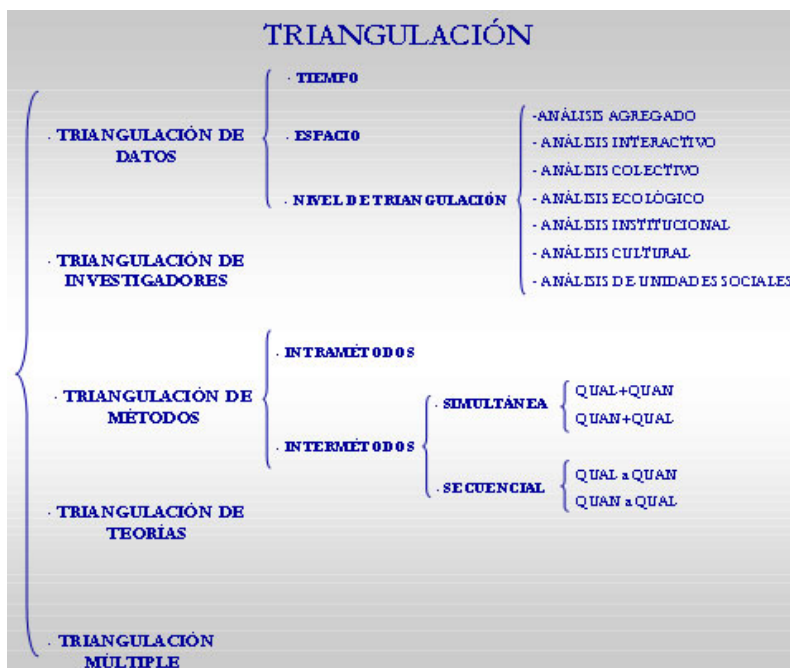 TRIANGULACIÓN
· TRIANGULACIÓN DE
DATOS
· TIEMPO
· ESPACIO
· NIVEL DE TRIANGULACIÓN
-ANÁLISIS AGREGADO
- ANÁLISIS INTERACTIVO
- ANÁLISIS COLECTIVO
- ANÁLISIS ECOLÓGICO
- ANÁLISIS INSTITUCIONAL
- ANÁLISIS CULTURAL
- ANÁLISIS DE UNIDADES SOCIALES
· TRIANGULACIÓN DE
INVESTIGADORES
· TRIANGULACIÓN DE
MÉTODOS
· INTRAMÉTODOS
· INTERMÉTODOS
· SIMULTÁNEA
QUAL+QUAN
QUAN+QUAL
· SECUENCIAL
QUAL a QUAN
QUAN a QUAL
· TRIANGULACIÓN DE
TEORÍAS
· TRIANGULACIÓN
MÚLTIPLE